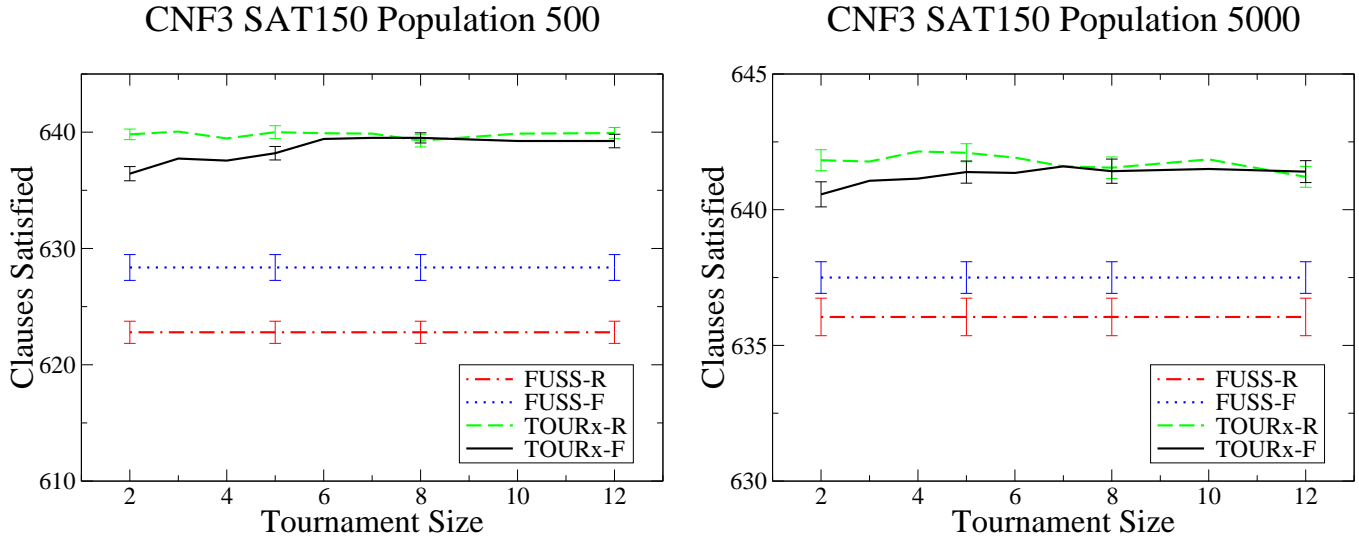 CNF3 SAT150 Population 500
Clauses Satisfied
640
630
620
610
2 4 6 8 10 12
Tournament Size
FUSS-R
FUSS-F
TOURx-R
TOURx-F
CNF3 SAT150 Population 5000
Clauses Satisfied
645
640
635
630
2 4 6 8 10 12
Tournament Size
FUSS-R
FUSS-F
TOURx-R
TOURx-F